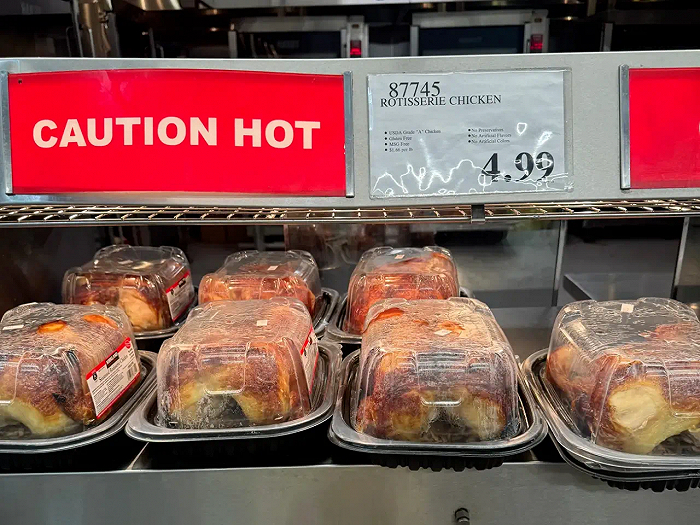 CAUTION HOT
87745
ROTISSERIE CHICKEN
• USDA Grade "A" Chicken
• Gluten Free
• MSG Free
• No Preservatives
• No Artificial Flavors
• No Artificial Colors
4.99